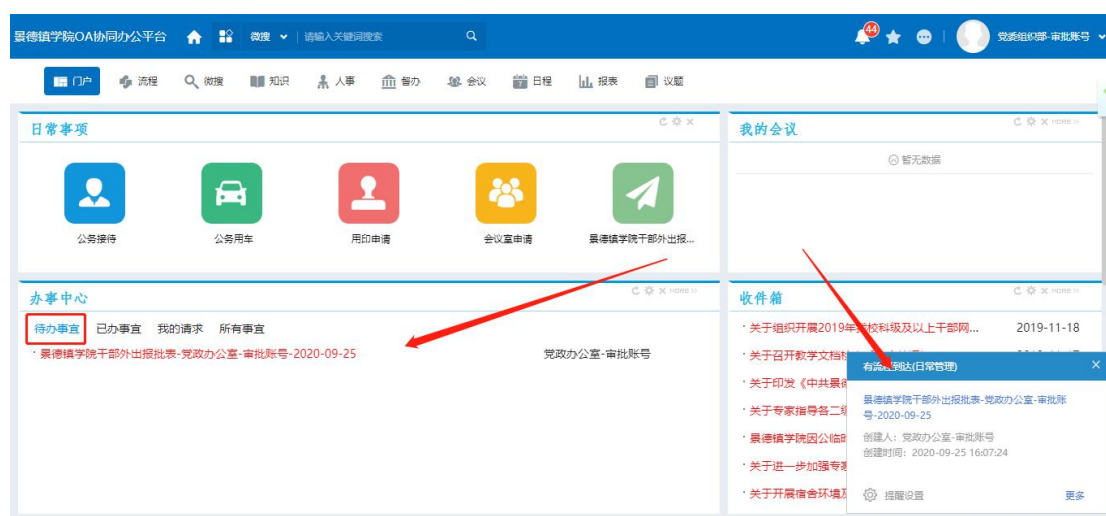 景德镇学院OA协同办公平台 微搜 请输入关键词搜索 44 党委组织部-审批账号
门户 流程 微搜 知识 人事 督办 会议 日程 报表 议题
日常事项
公务接待 公务用车 用印申请 会议室申请 景德镇学院干部外出报...
我的会议 MORE>>
暂无数据
办事中心 MORE>>
待办事宜 已办事宜 我的请求 所有事宜
景德镇学院干部外出报批表-党政办公室-审批账号-2020-09-25 党政办公室-审批账号
收件箱 MORE>>
关于组织开展2019年 校科级及以上干部网... 2019-11-18
关于召开教学文档
关于印发《中共景
关于专家指导各二
景德镇学院因公临
关于进一步加强专
关于开展宿舍环境及
有流程到达(日常管理)
景德镇学院干部外出报批表-党政办公室-审批账
号-2020-09-25
创建人：党政办公室-审批账号
创建时间：2020-09-25 16:07:24
提醒设置 更多